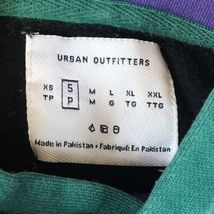 URBAN OUTFITTERS
XS S M L XL XXL
TP P M G TG TTG
Made in Pakistan • Fabriqué En Pakistan